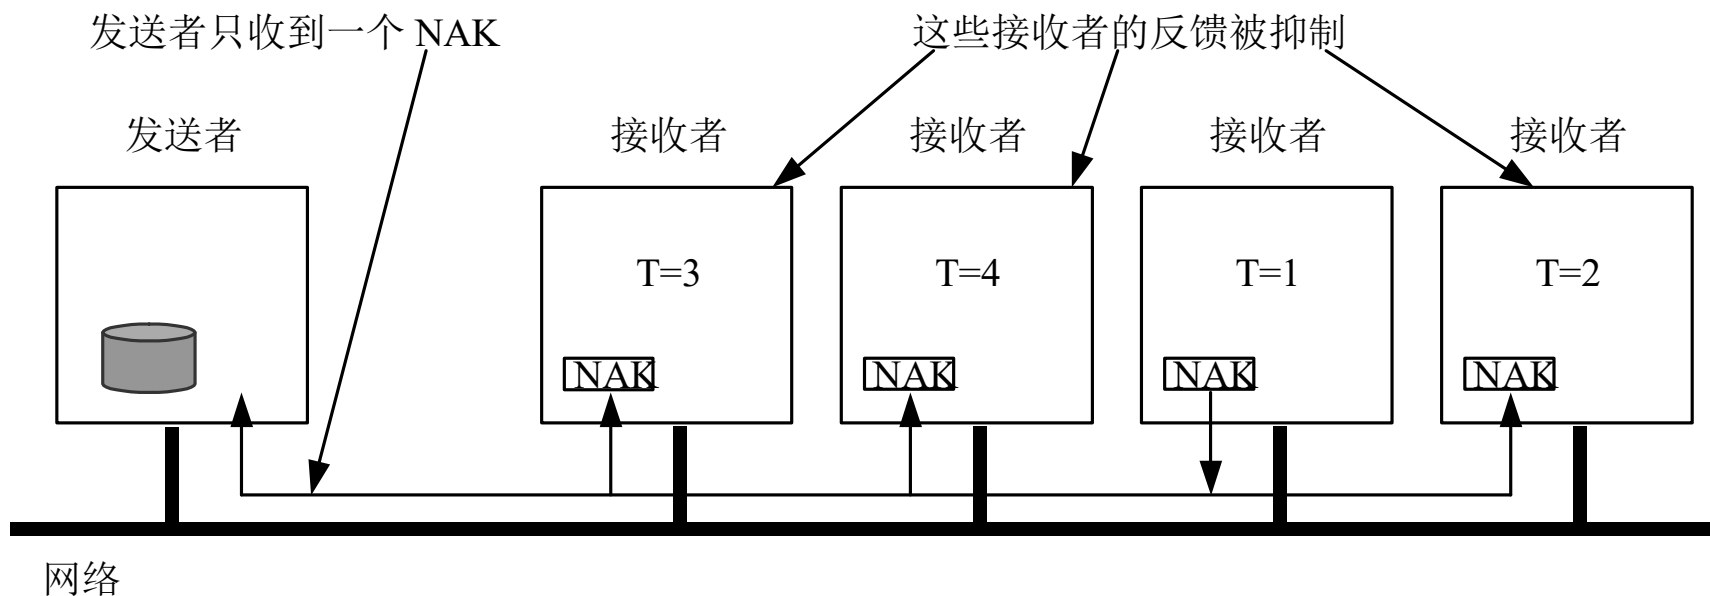 发送者只收到一个 NAK
这些接收者的反馈被抑制
发送者
接收者
接收者
接收者
接收者
T=3
T=4
T=1
T=2
NAK
NAK
NAK
NAK
网络